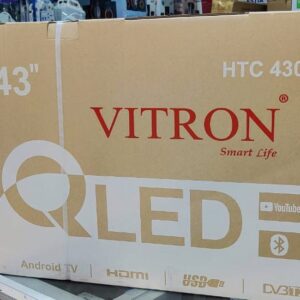 43"
HTC 430
VITRON®
Smart Life
QLED
YouTube
Android TV
HDMI
USB
DVB